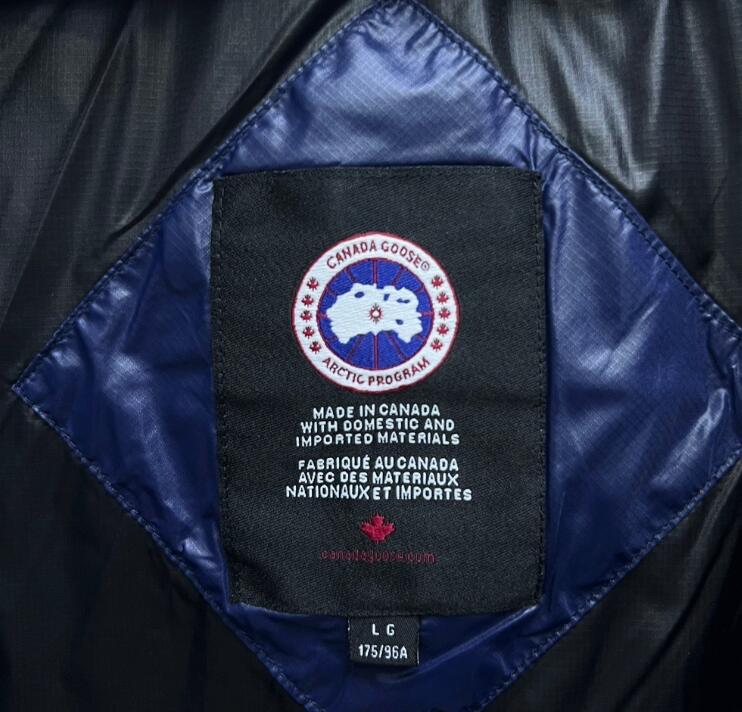 CANADA GOOSE®
ARCTIC PROGRAM
MADE IN CANADA
WITH DOMESTIC AND
IMPORTED MATERIALS
FABRIQUÉ AU CANADA
AVEC DES MATERIAUX
NATIONAUX ET IMPORTES
canadagoose.com
LG
175/96A